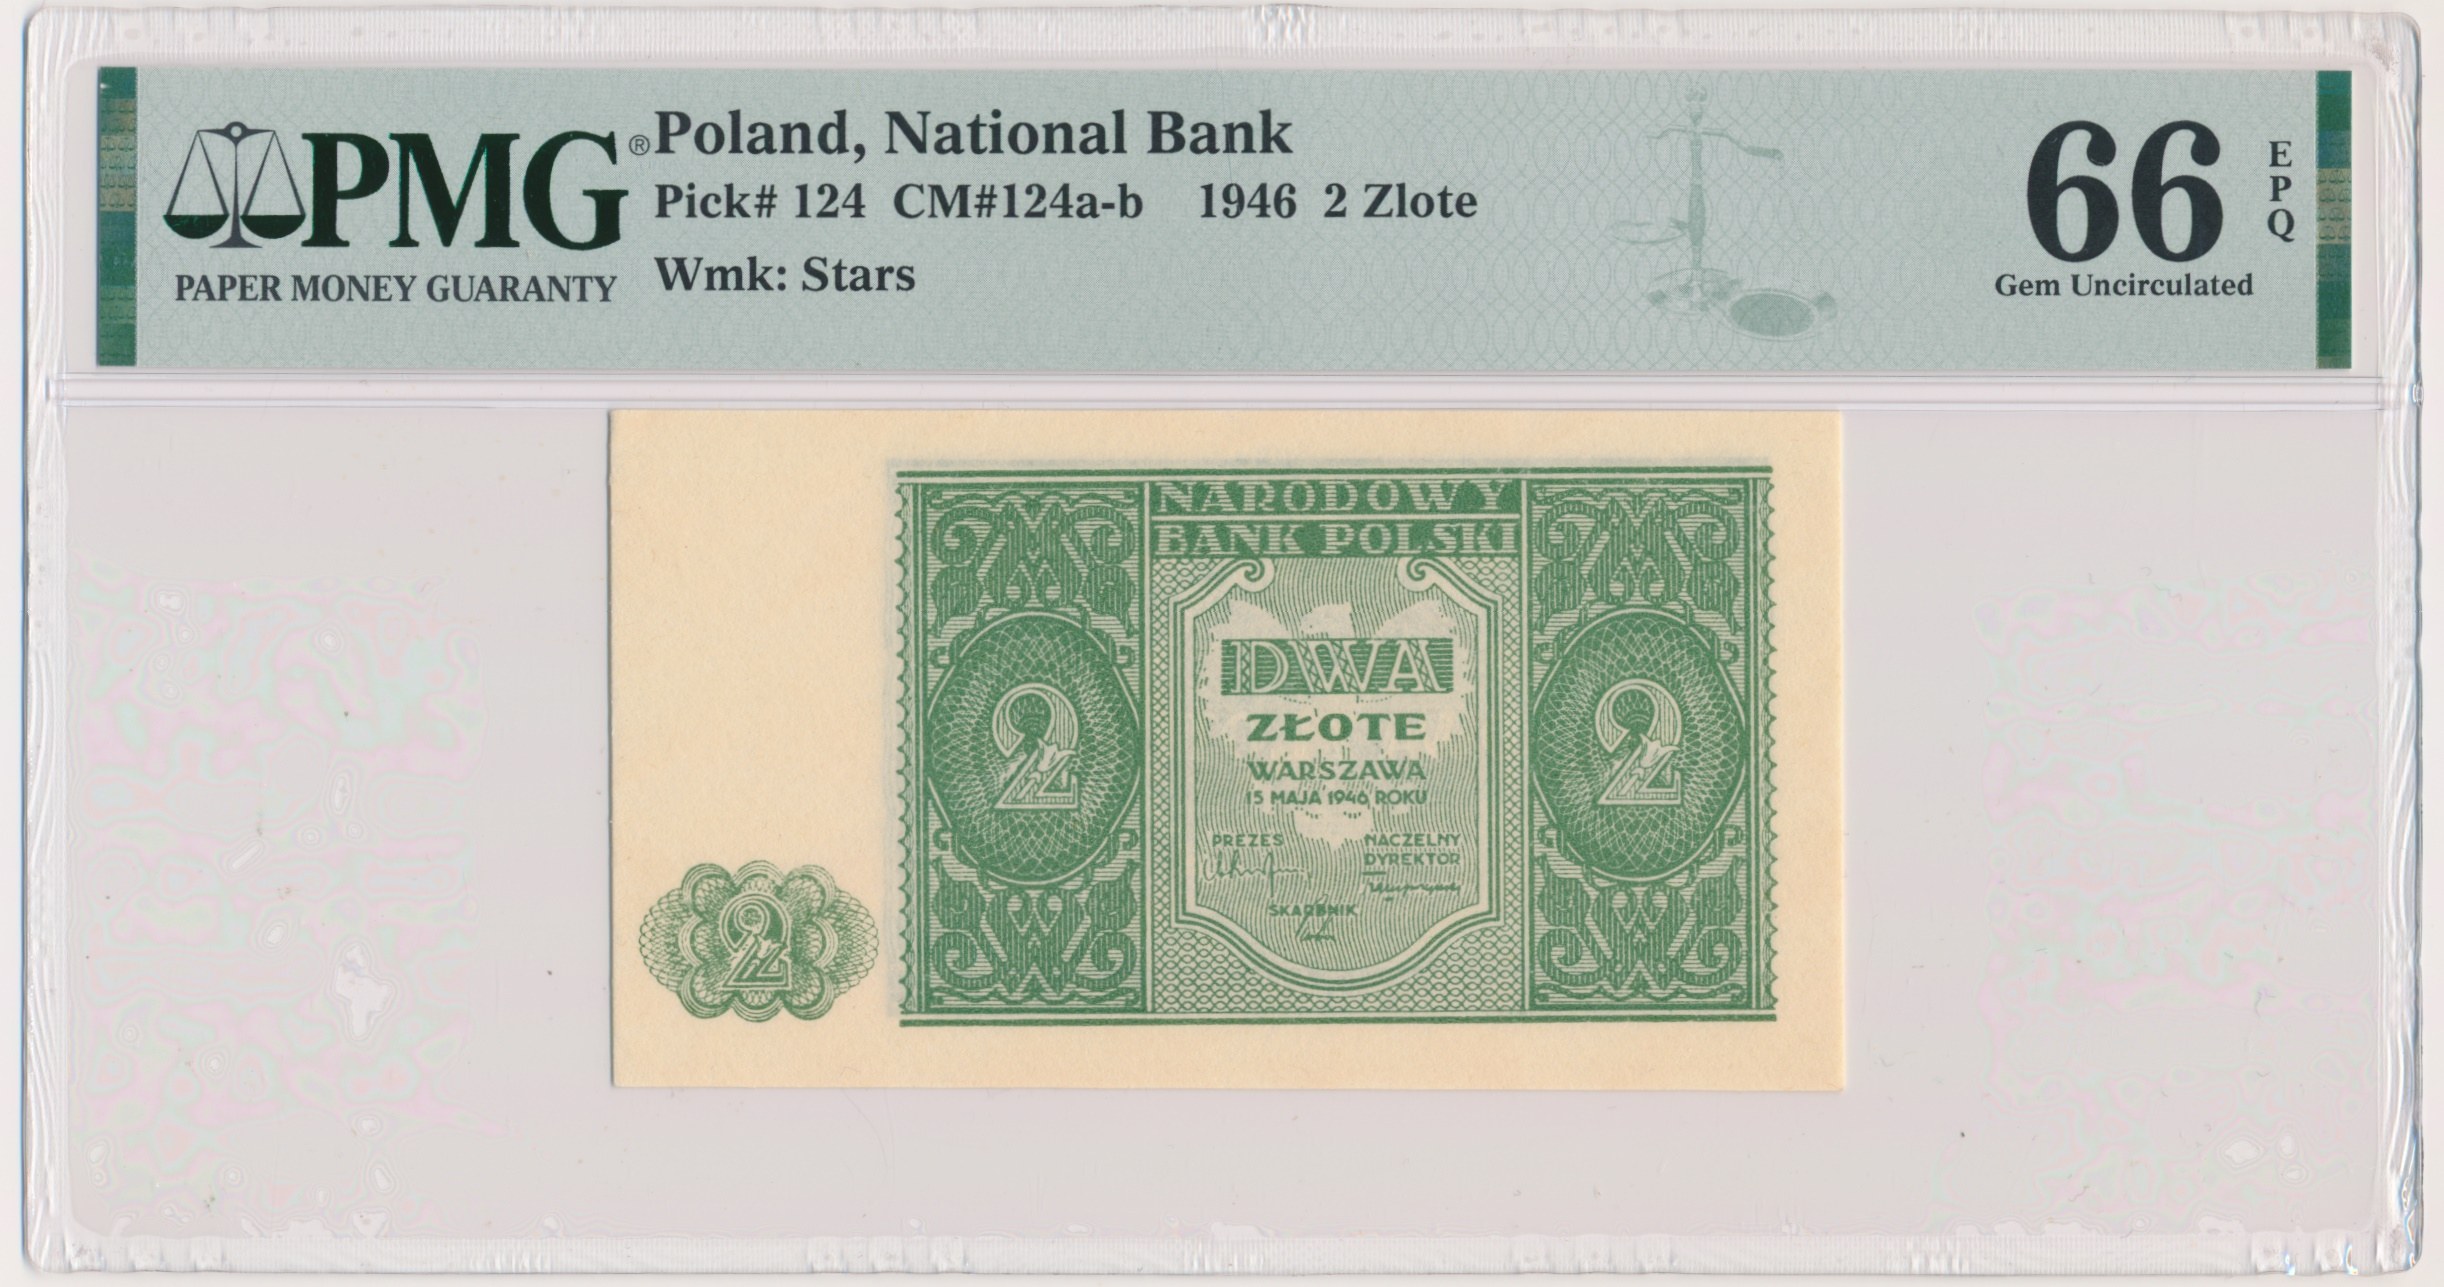 PMG®
PAPER MONEY GUARANTY
Poland, National Bank
Pick# 124 CM#124a-b 1946 2 Zlote
Wmk: Stars
66
EPQ
Gem Uncirculated
NARODOWY
BANK POLSKI
DWA
ZŁOTE
WARSZAWA
15 MAJA 1946 ROKU
PREZES
NACZELNY
DYREKTOR
SKARBNIK
2
2
2